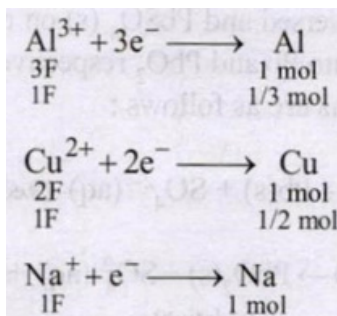 Al³⁺ + 3e⁻ ⟶ Al
3F 1 mol
1F 1/3 mol
Cu²⁺ + 2e⁻ ⟶ Cu
2F 1 mol
1F 1/2 mol
Na⁺ + e⁻ ⟶ Na
1F 1 mol